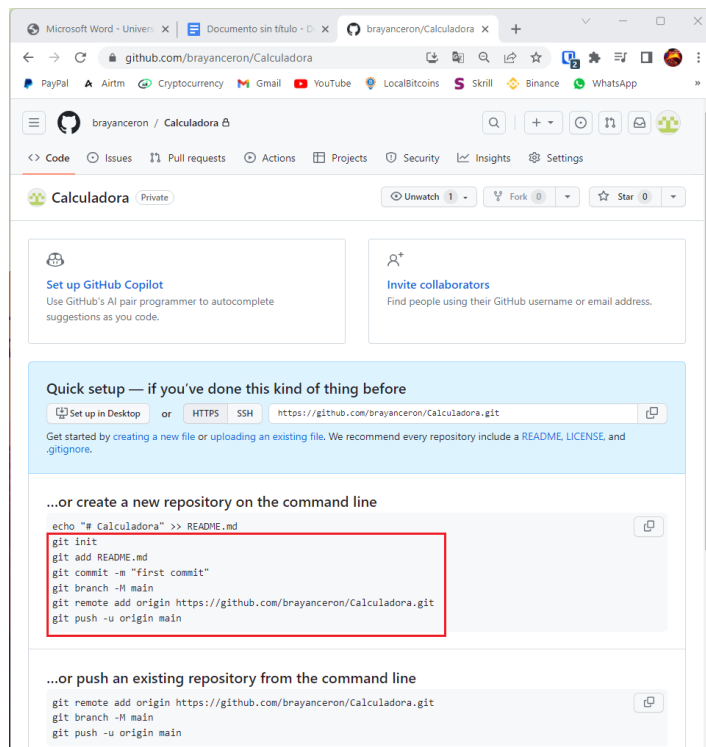 Microsoft Word - Univers
Documento sin título - D
brayanceron/Calculadora
github.com/brayanceron/Calculadora
2
PayPal Airtm Cryptocurrency Gmail YouTube LocalBitcoins Skrill Binance WhatsApp »
brayanceron / Calculadora
<> Code Issues Pull requests Actions Projects Security Insights Settings
Calculadora Private Unwatch 1 Fork 0 Star 0
Set up GitHub Copilot
Use GitHub's AI pair programmer to autocomplete
suggestions as you code.
Invite collaborators
Find people using their GitHub username or email address.
Quick setup — if you've done this kind of thing before
Set up in Desktop or HTTPS SSH https://github.com/brayanceron/Calculadora.git
Get started by creating a new file or uploading an existing file. We recommend every repository include a README, LICENSE, and
.gitignore.
...or create a new repository on the command line
echo "# Calculadora" >> README.md
git init
git add README.md
git commit -m "first commit"
git branch -M main
git remote add origin https://github.com/brayanceron/Calculadora.git
git push -u origin main
...or push an existing repository from the command line
git remote add origin https://github.com/brayanceron/Calculadora.git
git branch -M main
git push -u origin main